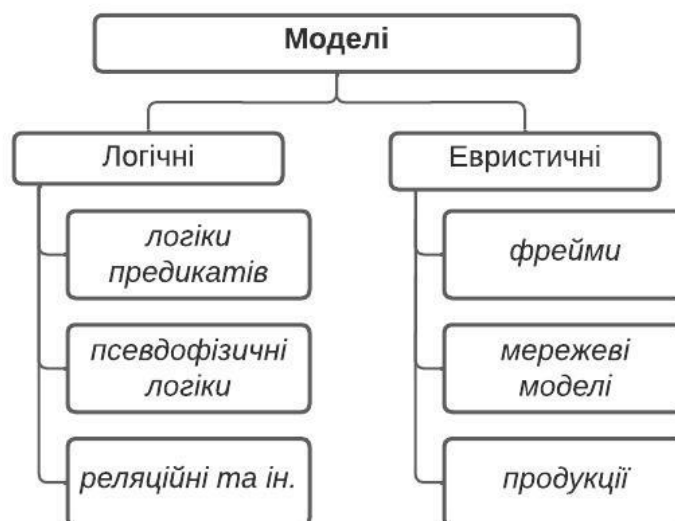 Моделі
Логічні
логіки
предикатів
псевдофізичні
логіки
реляційні та ін.
Евристичні
фрейми
мережеві
моделі
продукції